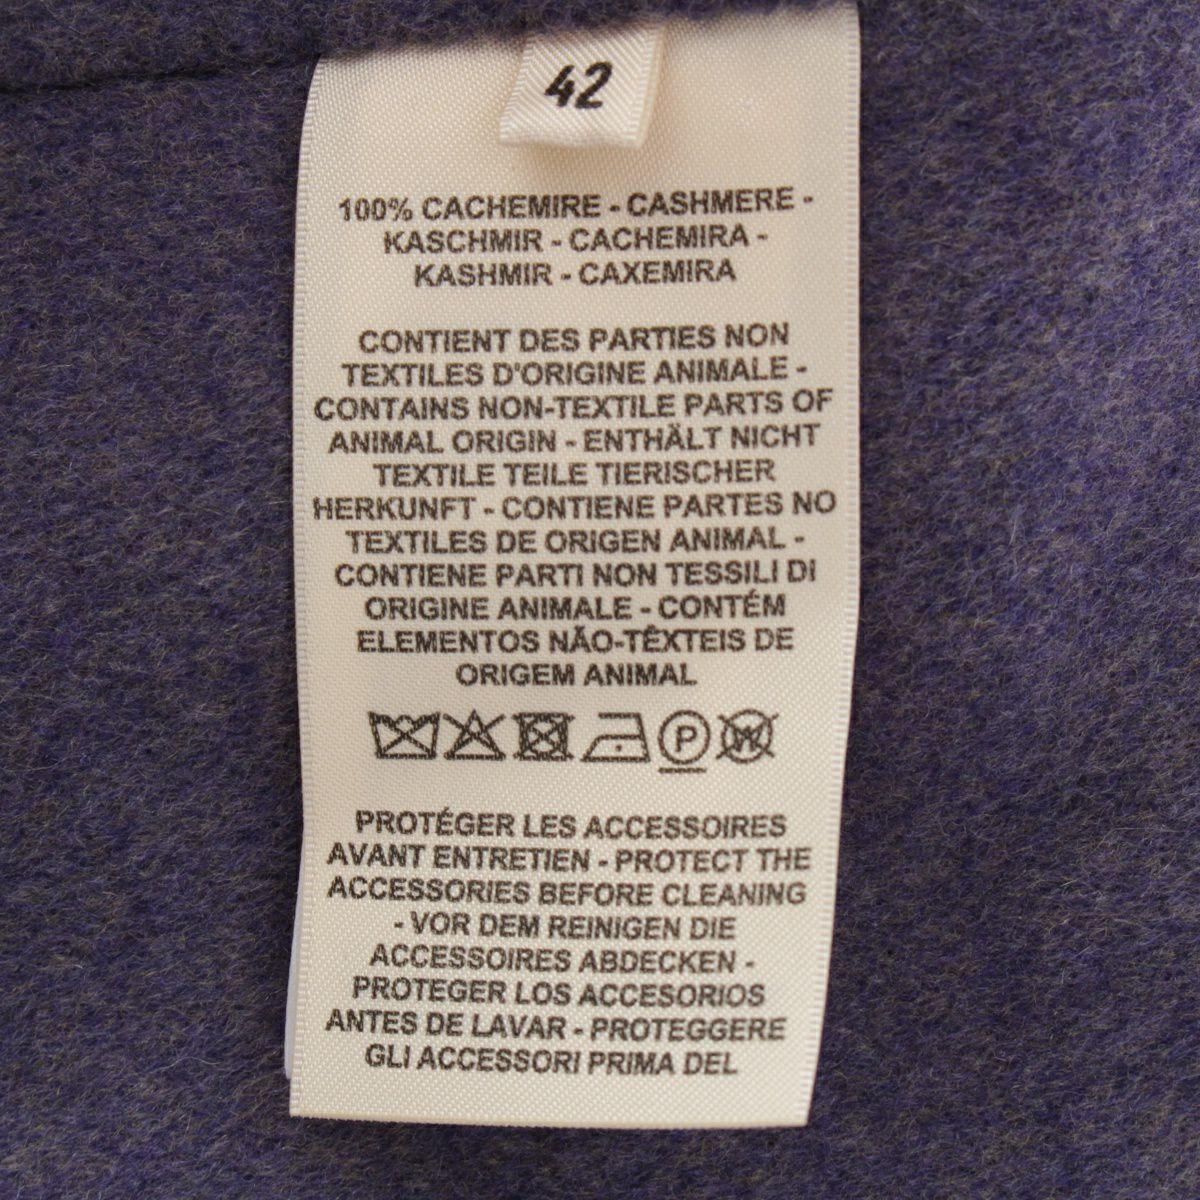 42
100% CACHEMIRE - CASHMERE -
KASCHMIR - CACHEMIRA -
KASHMIR - CAXEMIRA
CONTIENT DES PARTIES NON
TEXTILES D'ORIGINE ANIMALE -
CONTAINS NON-TEXTILE PARTS OF
ANIMAL ORIGIN - ENTHÄLT NICHT
TEXTILE TEILE TIERISCHER
HERKUNFT - CONTIENE PARTES NO
TEXTILES DE ORIGEN ANIMAL -
CONTIENE PARTI NON TESSILI DI
ORIGINE ANIMALE - CONTÉM
ELEMENTOS NÃO-TÊXTEIS DE
ORIGEM ANIMAL
P W
PROTÉGER LES ACCESSOIRES
AVANT ENTRETIEN - PROTECT THE
ACCESSORIES BEFORE CLEANING
- VOR DEM REINIGEN DIE
ACCESSOIRES ABDECKEN -
PROTEGER LOS ACCESORIOS
ANTES DE LAVAR - PROTEGGERE
GLI ACCESSORI PRIMA DEL